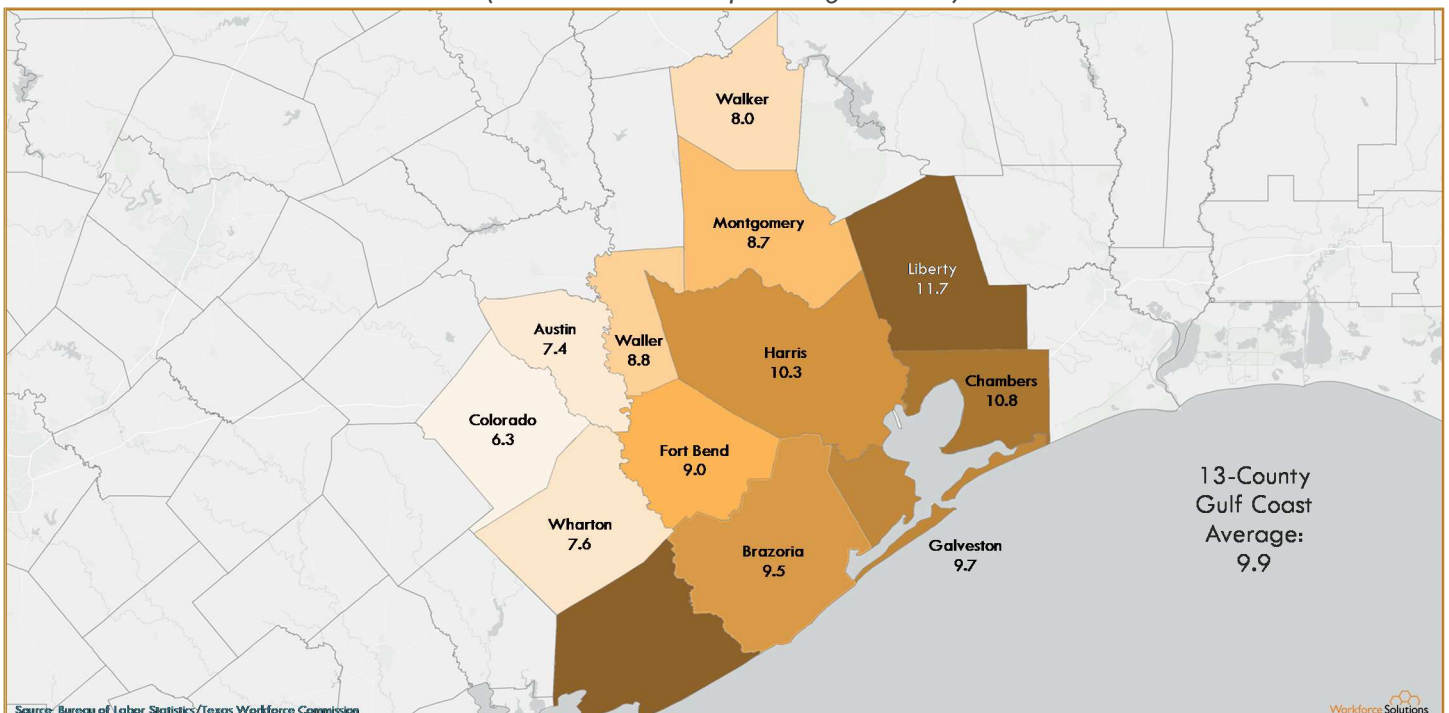 Walker
8.0
Montgomery
8.7
Liberty
11.7
Austin
7.4
Waller
8.8
Harris
10.3
Chambers
10.8
Colorado
6.3
Fort Bend
9.0
13-County
Gulf Coast
Average:
9.9
Wharton
7.6
Brazoria
9.5
Galveston
9.7
Source: Bureau of Labor Statistics/Texas Workforce Commission
Workforce Solutions